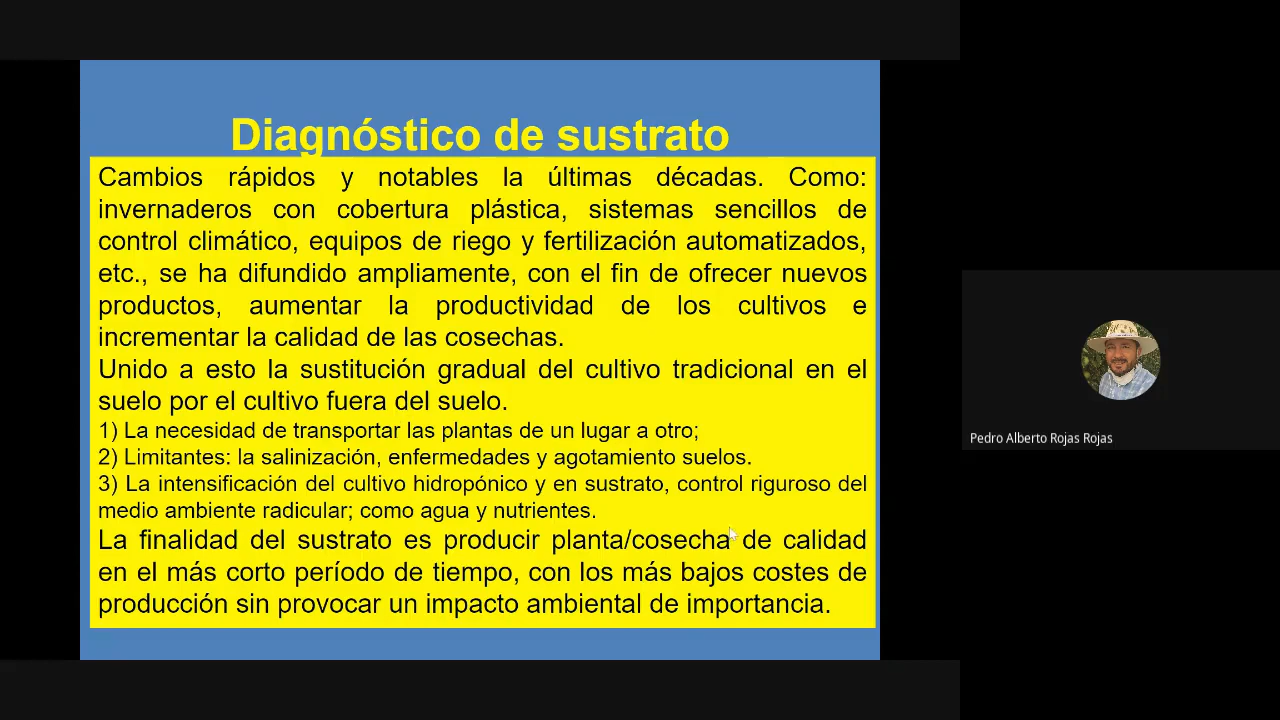 Diagnóstico de sustrato
Cambios rápidos y notables la últimas décadas. Como:
invernaderos con cobertura plástica, sistemas sencillos de
control climático, equipos de riego y fertilización automatizados,
etc., se ha difundido ampliamente, con el fin de ofrecer nuevos
productos, aumentar la productividad de los cultivos e
incrementar la calidad de las cosechas.
Unido a esto la sustitución gradual del cultivo tradicional en el
suelo por el cultivo fuera del suelo.
1) La necesidad de transportar las plantas de un lugar a otro;
2) Limitantes: la salinización, enfermedades y agotamiento suelos.
3) La intensificación del cultivo hidropónico y en sustrato, control riguroso del
medio ambiente radicular; como agua y nutrientes.
La finalidad del sustrato es producir planta/cosecha de calidad
en el más corto período de tiempo, con los más bajos costes de
producción sin provocar un impacto ambiental de importancia.
Pedro Alberto Rojas Rojas